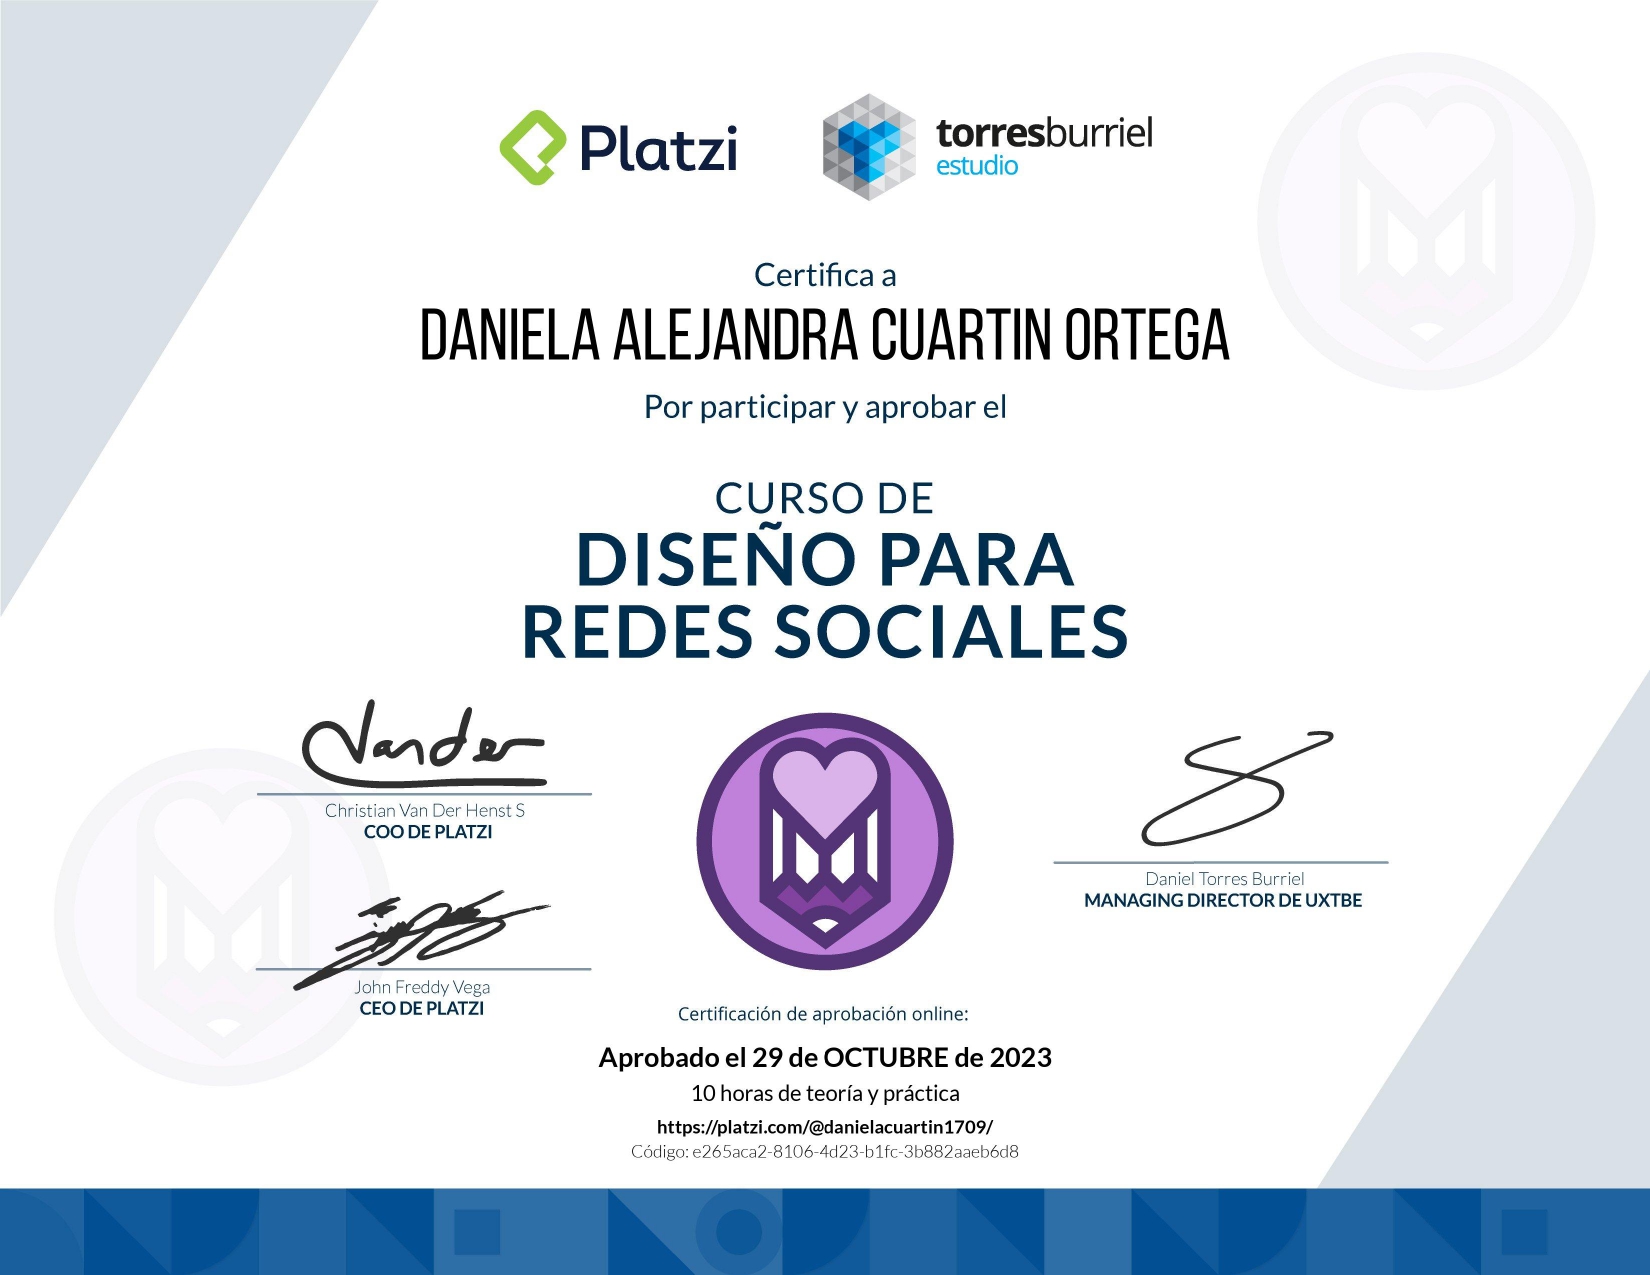 Platzi
torresburriel
estudio
Certifica a
DANIELA ALEJANDRA CUARTIN ORTEGA
Por participar y aprobar el
CURSO DE
DISEÑO PARA
REDES SOCIALES
Vander
Christian Van Der Henst S
COO DE PLATZI
John Freddy Vega
CEO DE PLATZI
Daniel Torres Burriel
MANAGING DIRECTOR DE UXTBE
Certificación de aprobación online:
Aprobado el 29 de OCTUBRE de 2023
10 horas de teoría y práctica
https://platzi.com/@danielacuartin1709/
Código: e265aca2-8106-4d23-b1fc-3b882aaeb6d8